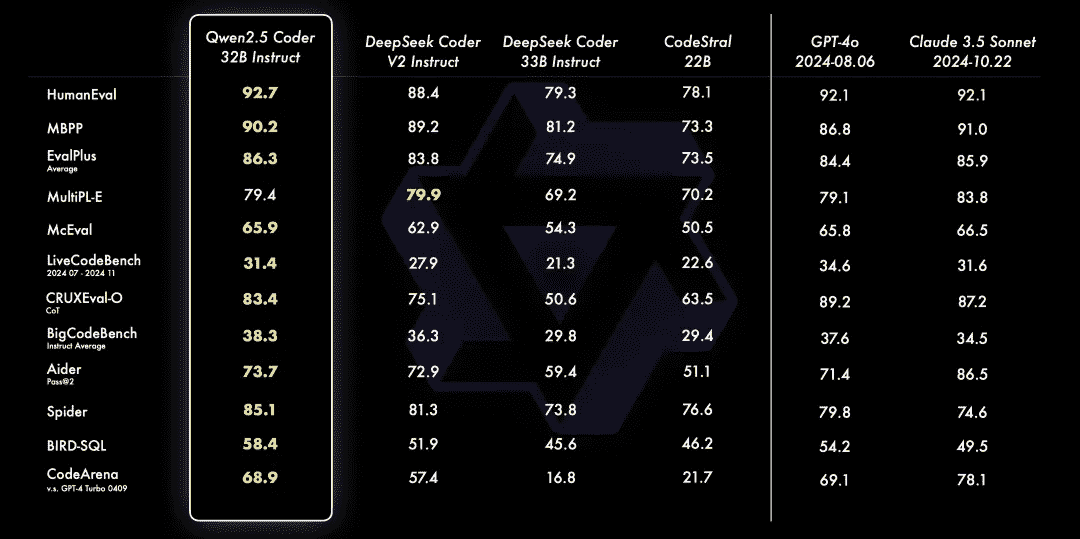 Qwen2.5 Coder
32B Instruct
DeepSeek Coder
V2 Instruct
DeepSeek Coder
33B Instruct
CodeStral
22B
GPT-4o
2024-08.06
Claude 3.5 Sonnet
2024-10.22
HumanEval 92.7 88.4 79.3 78.1 92.1 92.1
MBPP 90.2 89.2 81.2 73.3 86.8 91.0
EvalPlus 86.3 83.8 74.9 73.5 84.4 85.9
Average
MultiPL-E 79.4 79.9 69.2 70.2 79.1 83.8
McEval 65.9 62.9 54.3 50.5 65.8 66.5
LiveCodeBench 31.4 27.9 21.3 22.6 34.6 31.6
2024 07 - 2024 11
CRUXEval-O 83.4 75.1 50.6 63.5 89.2 87.2
CoT
BigCodeBench 38.3 36.3 29.8 29.4 37.6 34.5
Instruct Average
Aider 73.7 72.9 59.4 51.1 71.4 86.5
Pass@2
Spider 85.1 81.3 73.8 76.6 79.8 74.6
BIRD-SQL 58.4 51.9 45.6 46.2 54.2 49.5
CodeArena 68.9 57.4 16.8 21.7 69.1 78.1
v.s. GPT-4 Turbo 0409